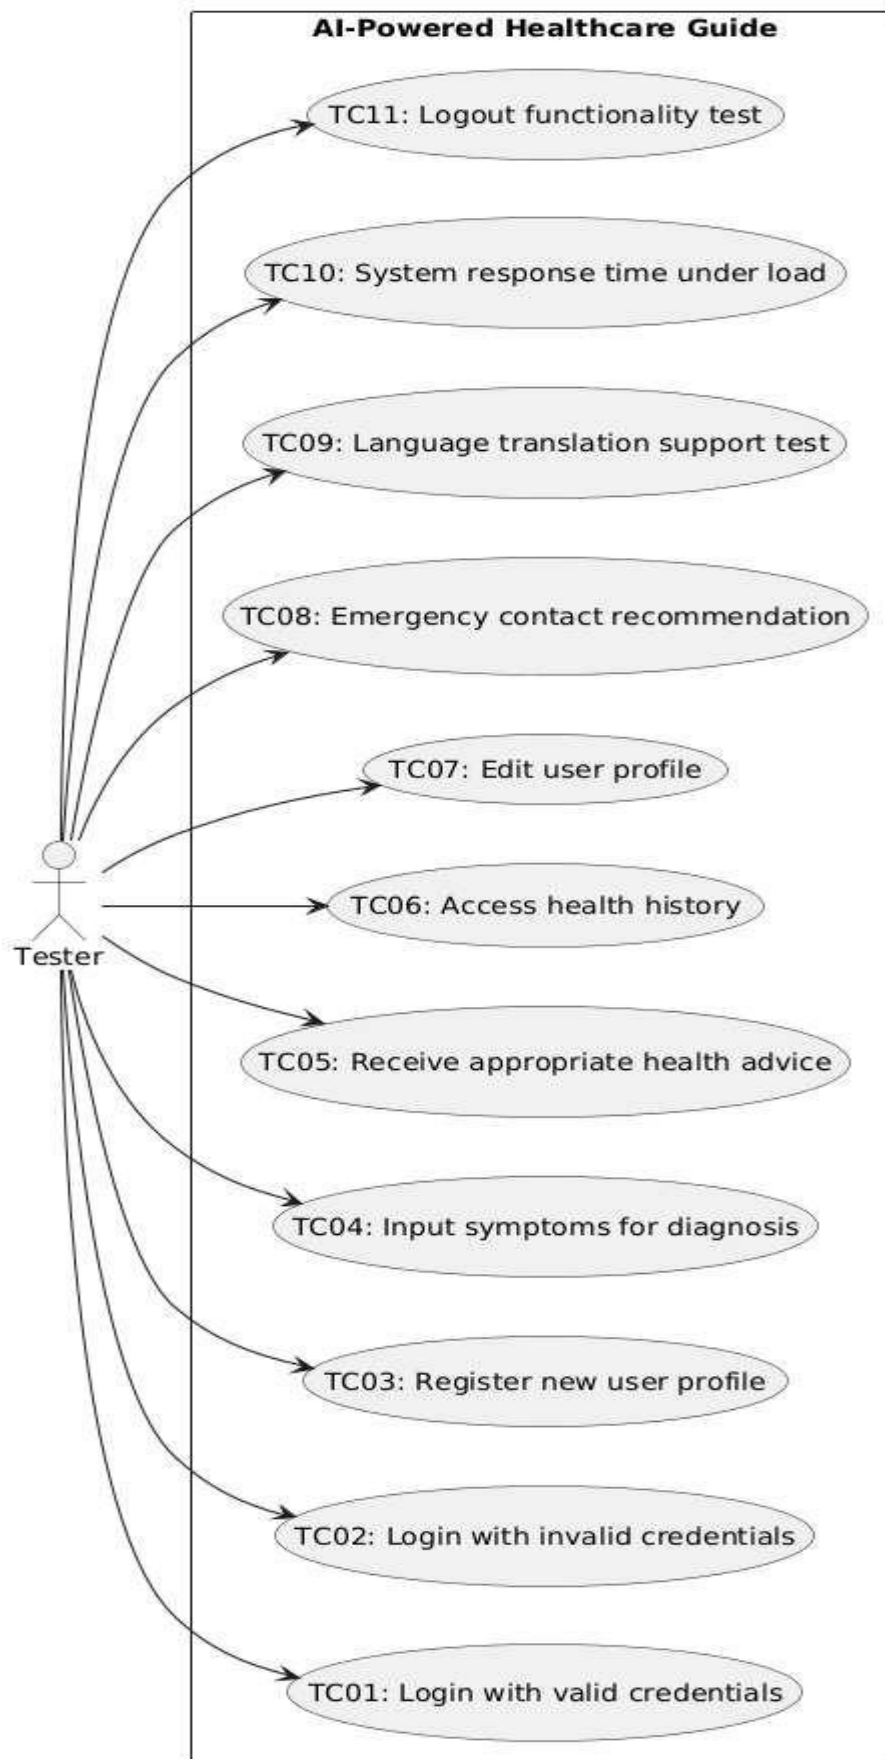 AI-Powered Healthcare Guide
TC11: Logout functionality test
TC10: System response time under load
TC09: Language translation support test
TC08: Emergency contact recommendation
TC07: Edit user profile
TC06: Access health history
Tester
TC05: Receive appropriate health advice
TC04: Input symptoms for diagnosis
TC03: Register new user profile
TC02: Login with invalid credentials
TC01: Login with valid credentials